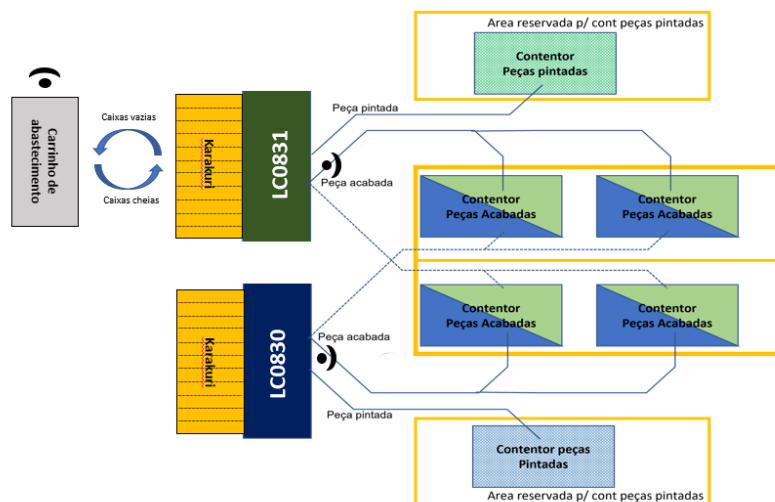 Area reservada p/ cont peças pintadas
Contentor
Peças pintadas
Peça pintada
Caixas vazias
Carrinho de
abastecimento
Karakuri
LC0831
Peça acabada
Caixas cheias
Contentor
Peças Acabadas
Contentor
Peças Acabadas
Contentor
Peças Acabadas
Contentor
Peças Acabadas
Karakuri
LC0830
Peça acabada
Peça pintada
Contentor peças
Pintadas
Area reservada p/ cont peças pintadas